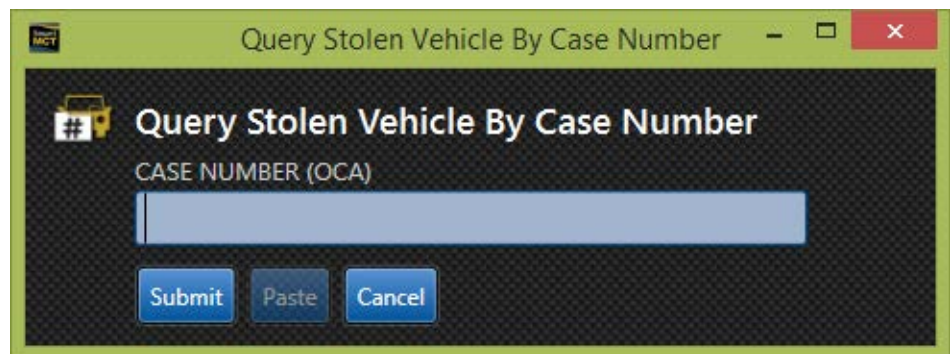 Query Stolen Vehicle By Case Number
Query Stolen Vehicle By Case Number
CASE NUMBER (OCA)
Submit Paste Cancel